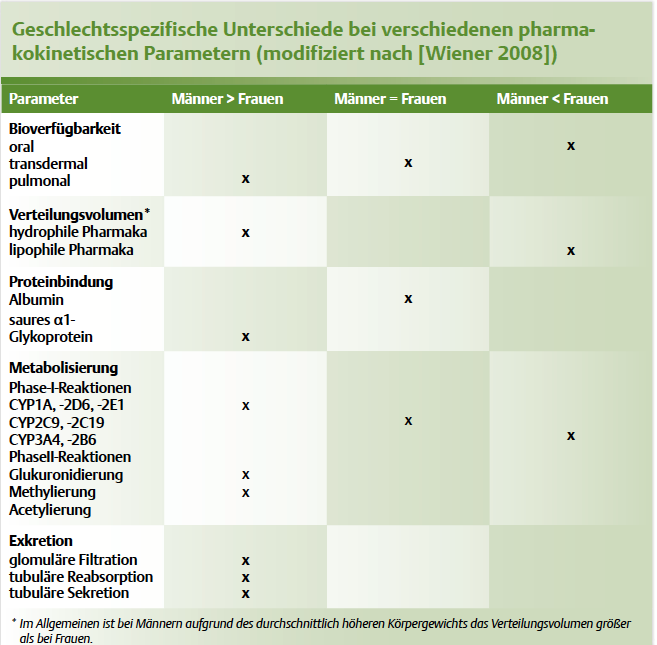 Geschlechtsspezifische Unterschiede bei verschiedenen pharma-
kokinetischen Parametern (modifiziert nach [Wiener 2008])
Parameter Männer > Frauen Männer = Frauen Männer < Frauen
Bioverfügbarkeit
oral x
transdermal x
pulmonal x
Verteilungsvolumen*
hydrophile Pharmaka x
lipophile Pharmaka x
Proteinbindung
Albumin x
saures α1-
Glykoprotein x
Metabolisierung
Phase-I-Reaktionen
CYP1A, -2D6, -2E1 x
CYP2C9, -2C19 x
CYP3A4, -2B6 x
PhaseII-Reaktionen
Glukuronidierung x
Methylierung x
Acetylierung
Exkretion
glomuläre Filtration x
tubuläre Reabsorption x
tubuläre Sekretion x
* Im Allgemeinen ist bei Männern aufgrund des durchschnittlich höheren Körpergewichts das Verteilungsvolumen größer
als bei Frauen.